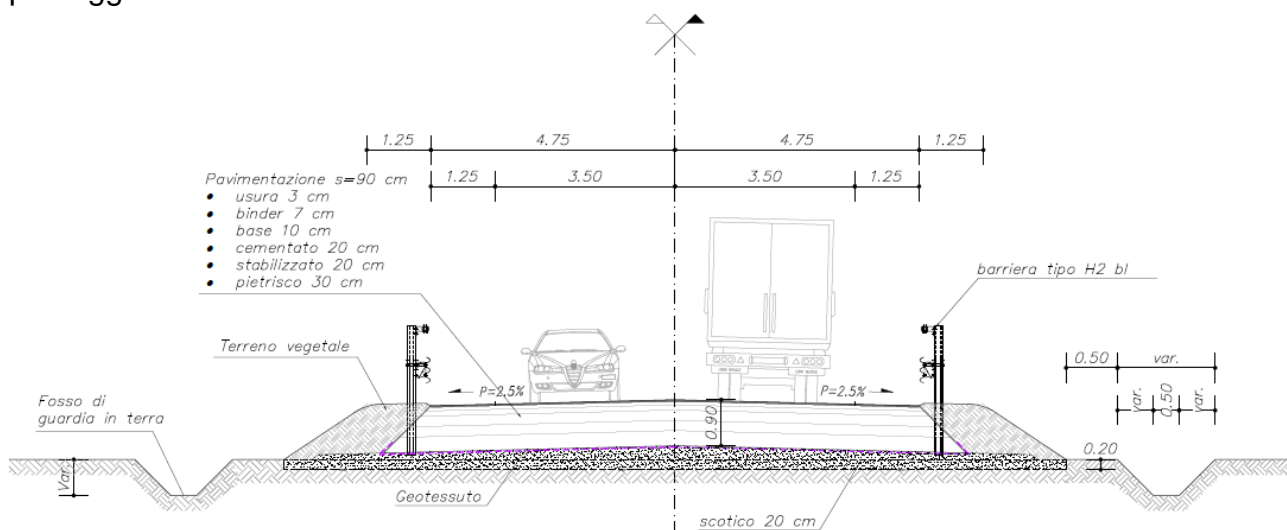 1.25 4.75 4.75 1.25
1.25 3.50 3.50 1.25
Pavimentazione s=90 cm
• usura 3 cm
• binder 7 cm
• base 10 cm
• cementato 20 cm
• stabilizzato 20 cm
• pietrisco 30 cm
barriera tipo H2 bl
Terreno vegetale
0.50 var.
Fosso di
guardia in terra
P=2,5% P=2,5%
var. 0.50 var.
0.90
0.20
Var.
Geotessuto
scotico 20 cm